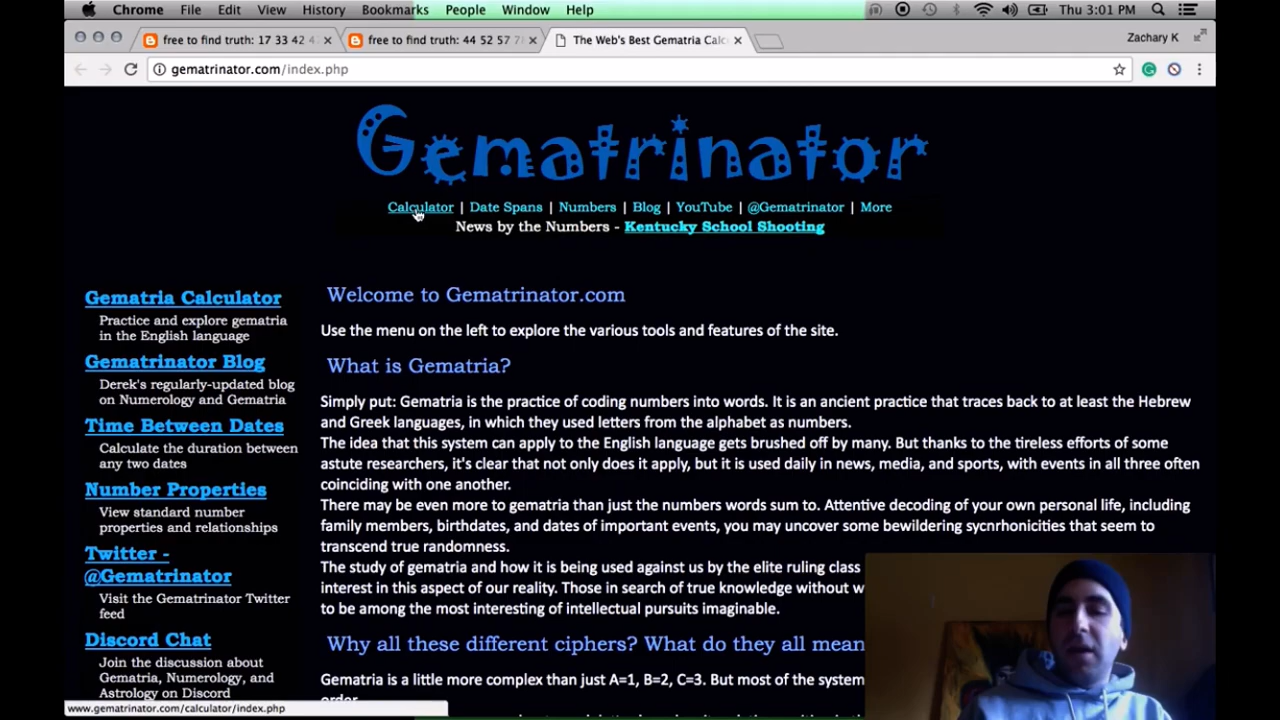 Chrome File Edit View History Bookmarks People Window Help Thu 3:01 PM
free to find truth: 17 33 42 free to find truth: 44 52 57 The Web's Best Gematria Calc Zachary K
gematrinator.com/index.php
Gematrinator
Calculator | Date Spans | Numbers | Blog | YouTube | @Gematrinator | More
News by the Numbers - Kentucky School Shooting
Gematria Calculator
Practice and explore gematria
in the English language
Gematrinator Blog
Derek's regularly-updated blog
on Numerology and Gematria
Time Between Dates
Calculate the duration between
any two dates
Number Properties
View standard number
properties and relationships
Twitter -
@Gematrinator
Visit the Gematrinator Twitter
feed
Discord Chat
Join the discussion about
Gematria, Numerology, and
Astrology on Discord
Welcome to Gematrinator.com
Use the menu on the left to explore the various tools and features of the site.
What is Gematria?
Simply put: Gematria is the practice of coding numbers into words. It is an ancient practice that traces back to at least the Hebrew
and Greek languages, in which they used letters from the alphabet as numbers.
The idea that this system can apply to the English language gets brushed off by many. But thanks to the tireless efforts of some
astute researchers, it's clear that not only does it apply, but it is used daily in news, media, and sports, with events in all three often
coinciding with one another.
There may be even more to gematria than just the numbers words sum to. Attentive decoding of your own personal life, including
family members, birthdates, and dates of important events, you may uncover some bewildering sycnrhonicities that seem to
transcend true randomness.
The study of gematria and how it is being used against us by the elite ruling class
interest in this aspect of our reality. Those in search of true knowledge without
to be among the most interesting of intellectual pursuits imaginable.
Why all these different ciphers? What do they all mean
Gematria is a little more complex than just A=1, B=2, C=3. But most of the system
order.
www.gematrinator.com/calculator/index.php